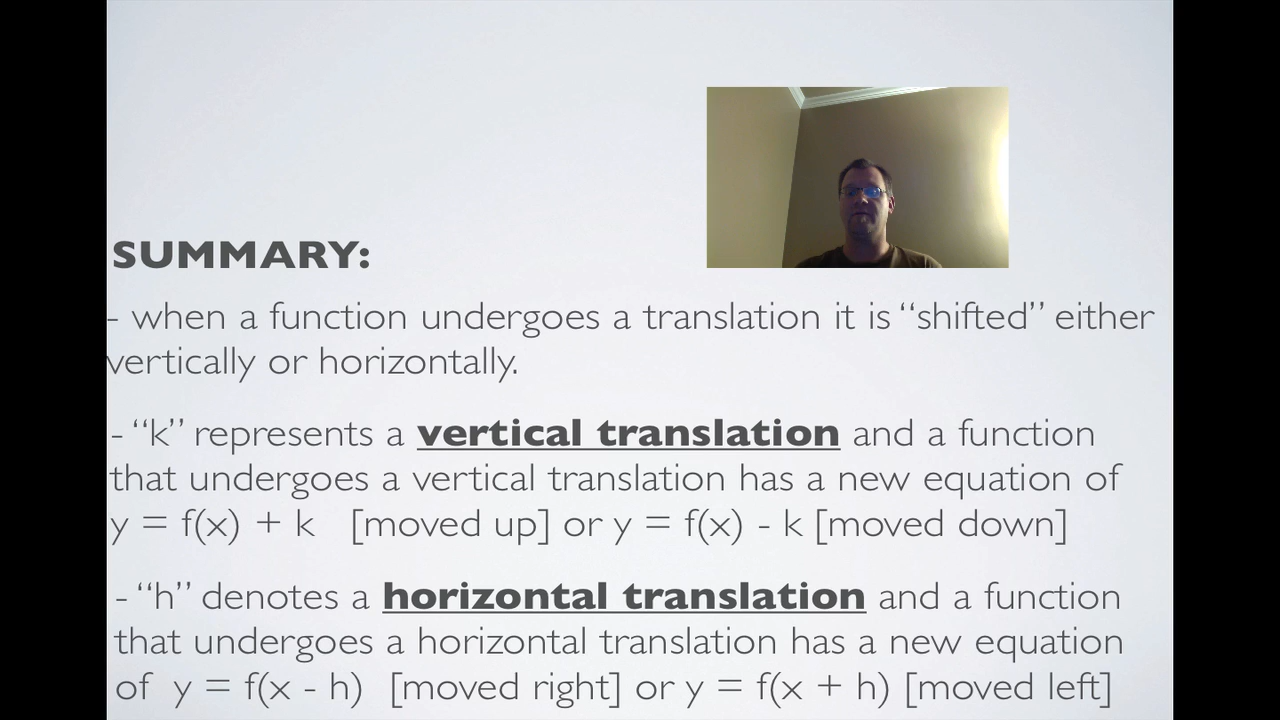 SUMMARY:
- when a function undergoes a translation it is “shifted” either
vertically or horizontally.
- “k” represents a vertical translation and a function
that undergoes a vertical translation has a new equation of
y = f(x) + k [moved up] or y = f(x) - k [moved down]
- “h” denotes a horizontal translation and a function
that undergoes a horizontal translation has a new equation
of y = f(x - h) [moved right] or y = f(x + h) [moved left]